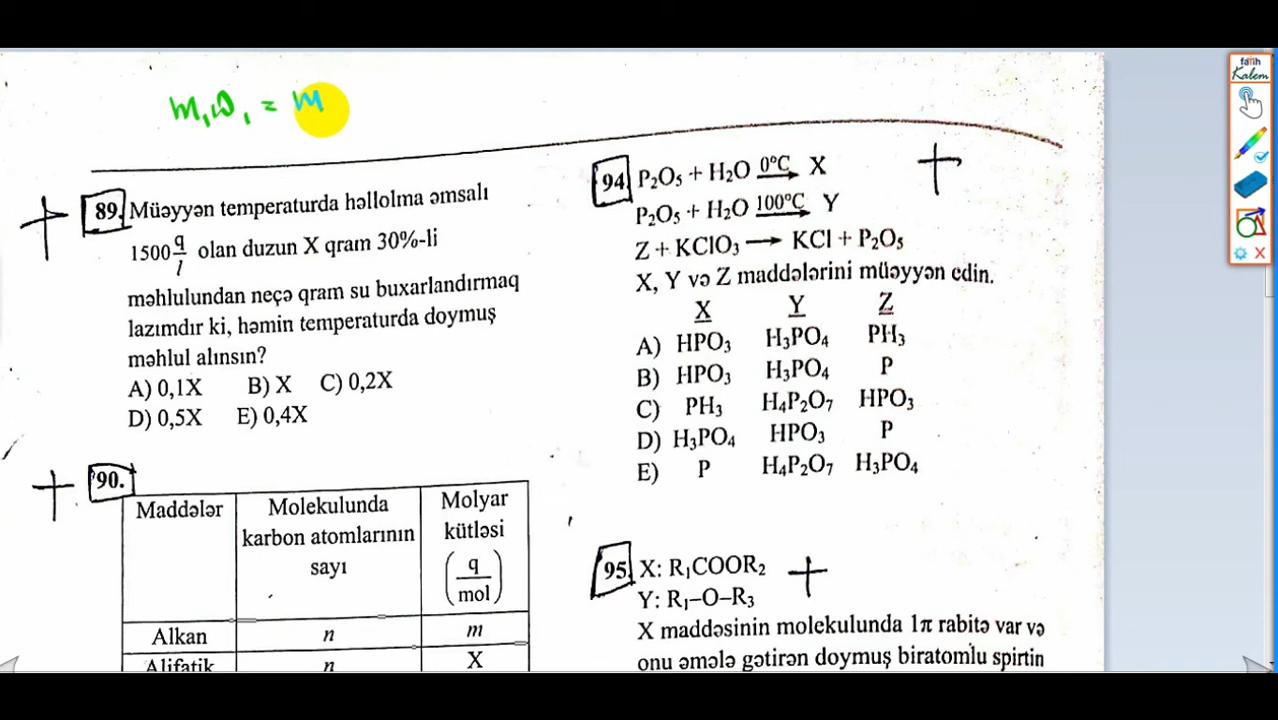 m₁ω₁ = m
89. Müəyyən temperaturda həllolma əmsalı
1500 q/l olan duzun X qram 30%-li
məhlulundan neçə qram su buxarlandırmaq
lazımdır ki, həmin temperaturda doymuş
məhlul alınsın?
A) 0,1X B) X C) 0,2X
D) 0,5X E) 0,4X
90.
Maddələr Molekulunda karbon atomlarının sayı Molyar kütləsi (q/mol)
Alkan n m
Alifatik n X
94. P₂O₅ + H₂O 0°C → X
P₂O₅ + H₂O 100°C → Y
Z + KClO₃ → KCl + P₂O₅
X, Y və Z maddələrini müəyyən edin.
X Y Z
A) HPO₃ H₃PO₄ PH₃
B) HPO₃ H₃PO₄ P
C) PH₃ H₄P₂O₇ HPO₃
D) H₃PO₄ HPO₃ P
E) P H₄P₂O₇ H₃PO₄
95. X: R₁COOR₂
Y: R₁–O–R₃
X maddəsinin molekulunda 1π rabitə var və
onu əmələ gətirən doymuş biratomlu spirtin
fatih
Kalem